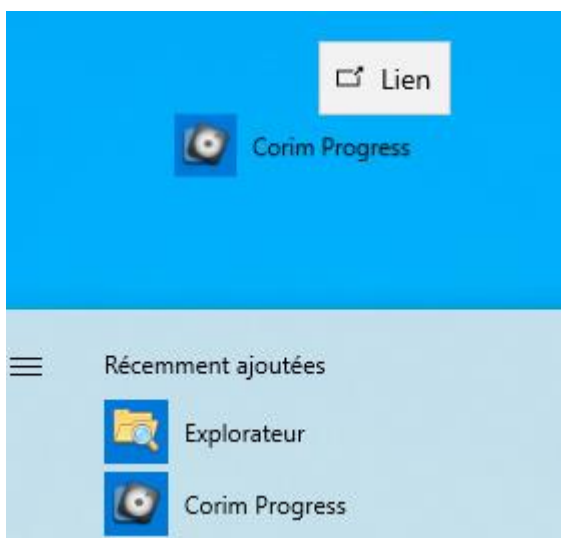 Lien
Corim Progress
Récemment ajoutées
Explorateur
Corim Progress